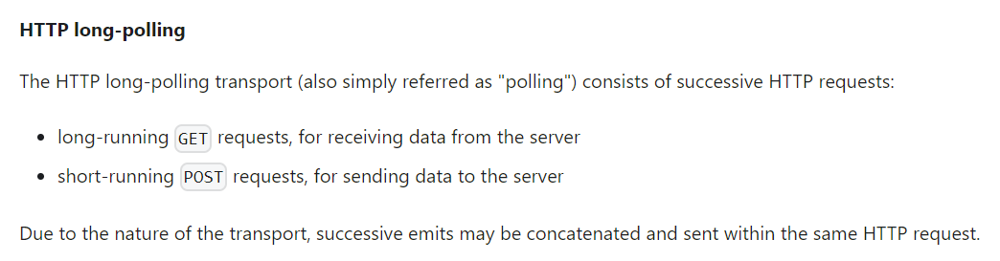 HTTP long-polling
The HTTP long-polling transport (also simply referred as "polling") consists of successive HTTP requests:
• long-running GET requests, for receiving data from the server
• short-running POST requests, for sending data to the server
Due to the nature of the transport, successive emits may be concatenated and sent within the same HTTP request.